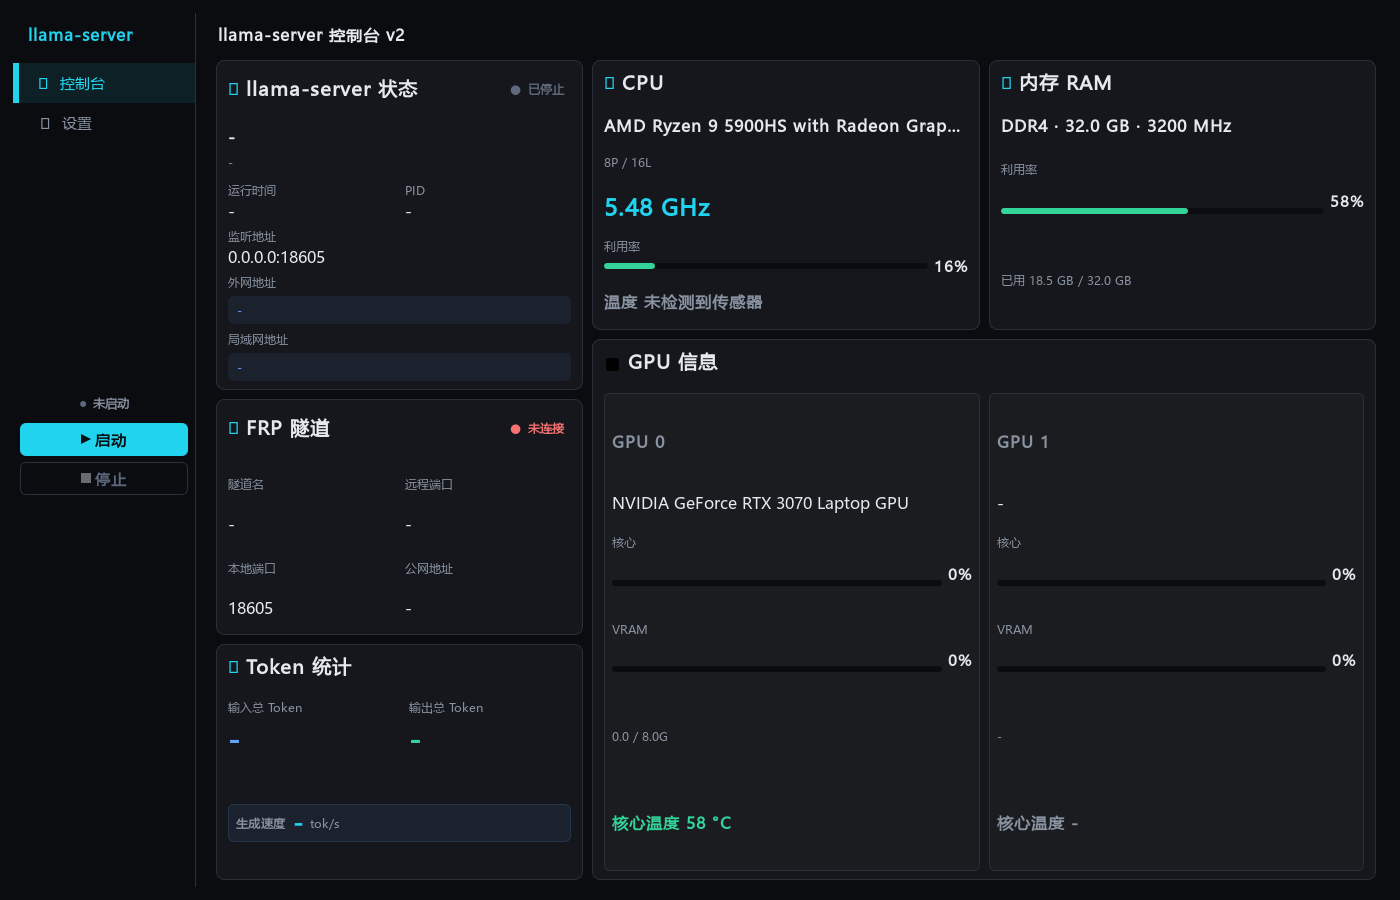 llama-server
控制台
设置
未启动
启动
停止
llama-server 控制台 v2
llama-server 状态
已停止
-
-
运行时间
PID
-
-
监听地址
0.0.0.0:18605
外网地址
-
局域网地址
-
FRP 隧道
未连接
隧道名
远程端口
-
-
本地端口
公网地址
18605
-
Token 统计
输入总 Token
输出总 Token
-
-
生成速度 - tok/s
CPU
AMD Ryzen 9 5900HS with Radeon Grap...
8P / 16L
5.48 GHz
利用率
16%
温度 未检测到传感器
内存 RAM
DDR4 · 32.0 GB · 3200 MHz
利用率
58%
已用 18.5 GB / 32.0 GB
GPU 信息
GPU 0
NVIDIA GeForce RTX 3070 Laptop GPU
核心
0%
VRAM
0%
0.0 / 8.0G
核心温度 58 °C
GPU 1
-
核心
0%
VRAM
0%
-
核心温度 -